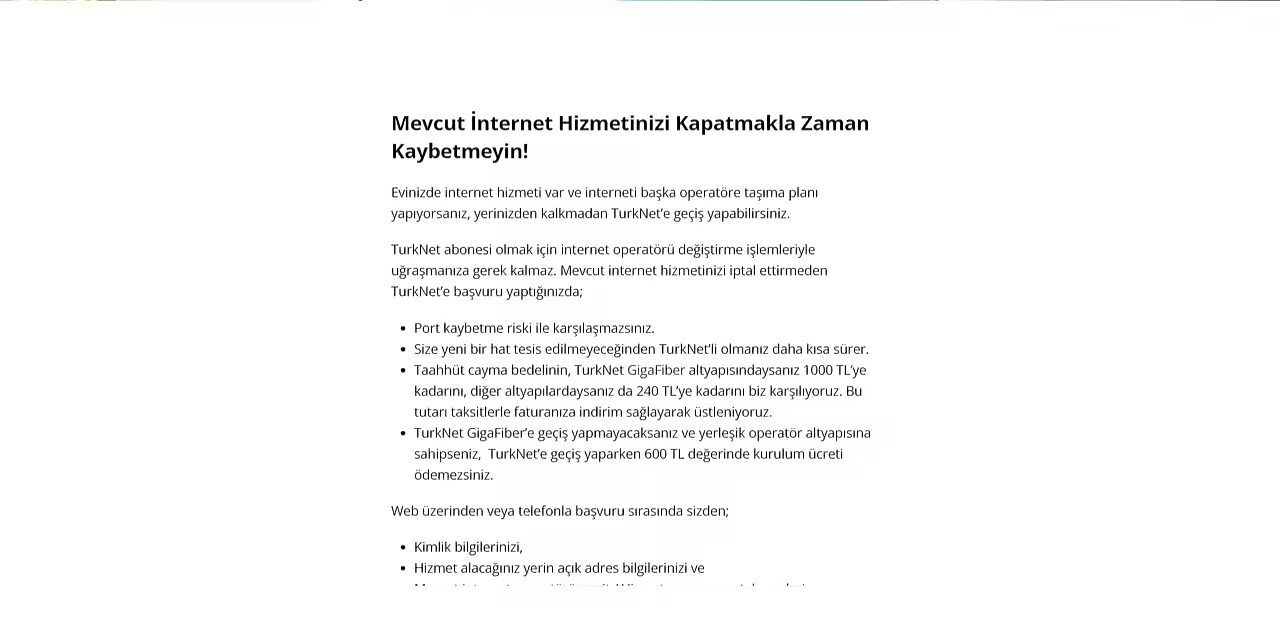 Mevcut İnternet Hizmetinizi Kapatmakla Zaman
Kaybetmeyin!
Evinizde internet hizmeti var ve interneti başka operatöre taşıma planı
yapıyorsanız, yerinizden kalkmadan TurkNet’e geçiş yapabilirsiniz.
TurkNet abonesi olmak için internet operatörü değiştirme işlemleriyle
uğraşmanıza gerek kalmaz. Mevcut internet hizmetinizi iptal ettirmeden
TurkNet’e başvuru yaptığınızda;
• Port kaybetme riski ile karşılaşmazsınız.
• Size yeni bir hat tesis edilmeyeceğinden TurkNet’li olmanız daha kısa sürer.
• Taahhüt cayma bedelinin, TurkNet GigaFiber altyapısındaysanız 1000 TL’ye
kadarını, diğer altyapılardaysanız da 240 TL’ye kadarını biz karşılıyoruz. Bu
tutarı taksitlerle faturanıza indirim sağlayarak üstleniyoruz.
• TurkNet GigaFiber’e geçiş yapmayacaksanız ve yerleşik operatör altyapısına
sahipseniz, TurkNet’e geçiş yaparken 600 TL değerinde kurulum ücreti
ödemezsiniz.
Web üzerinden veya telefonla başvuru sırasında sizden;
• Kimlik bilgilerinizi,
• Hizmet alacağınız yerin açık adres bilgilerinizi ve